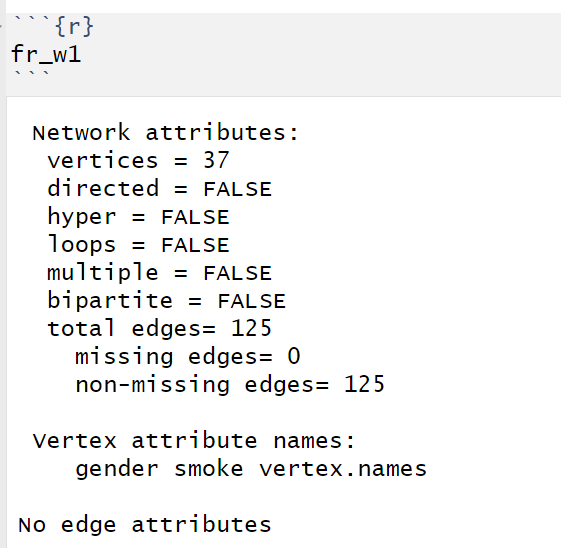 ```{r}
fr_w1
```
Network attributes:
vertices = 37
directed = FALSE
hyper = FALSE
loops = FALSE
multiple = FALSE
bipartite = FALSE
total edges= 125
missing edges= 0
non-missing edges= 125
Vertex attribute names:
gender smoke vertex.names
No edge attributes